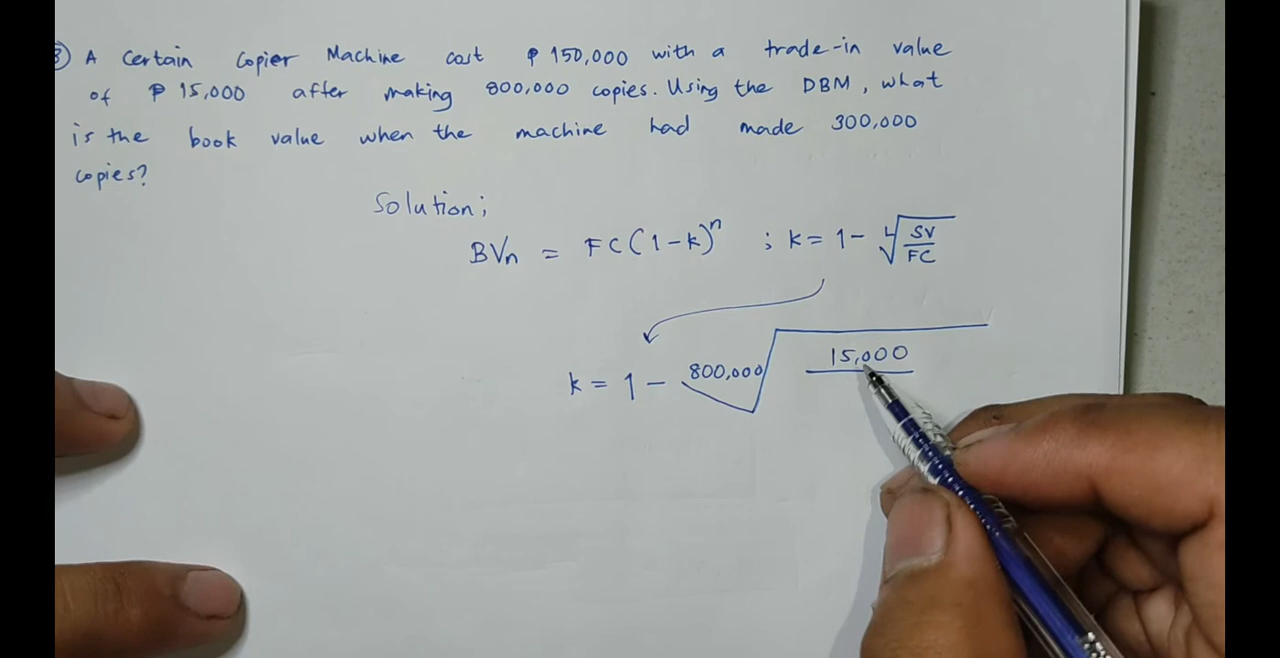 3) A certain copier Machine cost ₱ 150,000 with a trade-in value
of ₱ 15,000 after making 800,000 copies. Using the DBM, what
is the book value when the machine had made 300,000
copies?
Solution;
BVn = FC(1-k)^n ; k = 1 - L√(SV/FC)
k = 1 - 800,000√(15,000